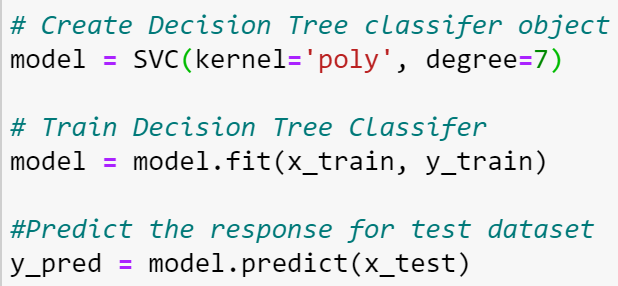 # Create Decision Tree classifer object
model = SVC(kernel='poly', degree=7)
# Train Decision Tree Classifer
model = model.fit(x_train, y_train)
#Predict the response for test dataset
y_pred = model.predict(x_test)